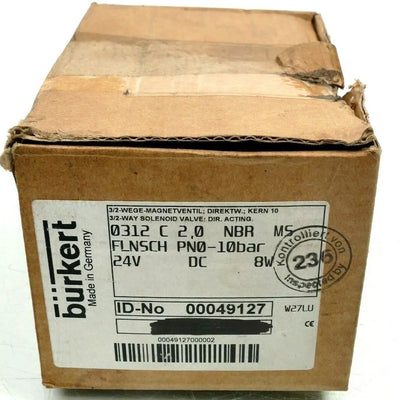 bürkert
Made in Germany
3/2-WEGE-MAGNETVENTIL; DIREKTW.; KERN 10
3/2-WAY SOLENOID VALVE; DIR. ACTING.
0312 C 2,0 NBR MS
FLNSCH PN0-10bar
24V DC 8W
kontrolliert von
236
ID-No 00049127
W27LU
CE
00049127000002